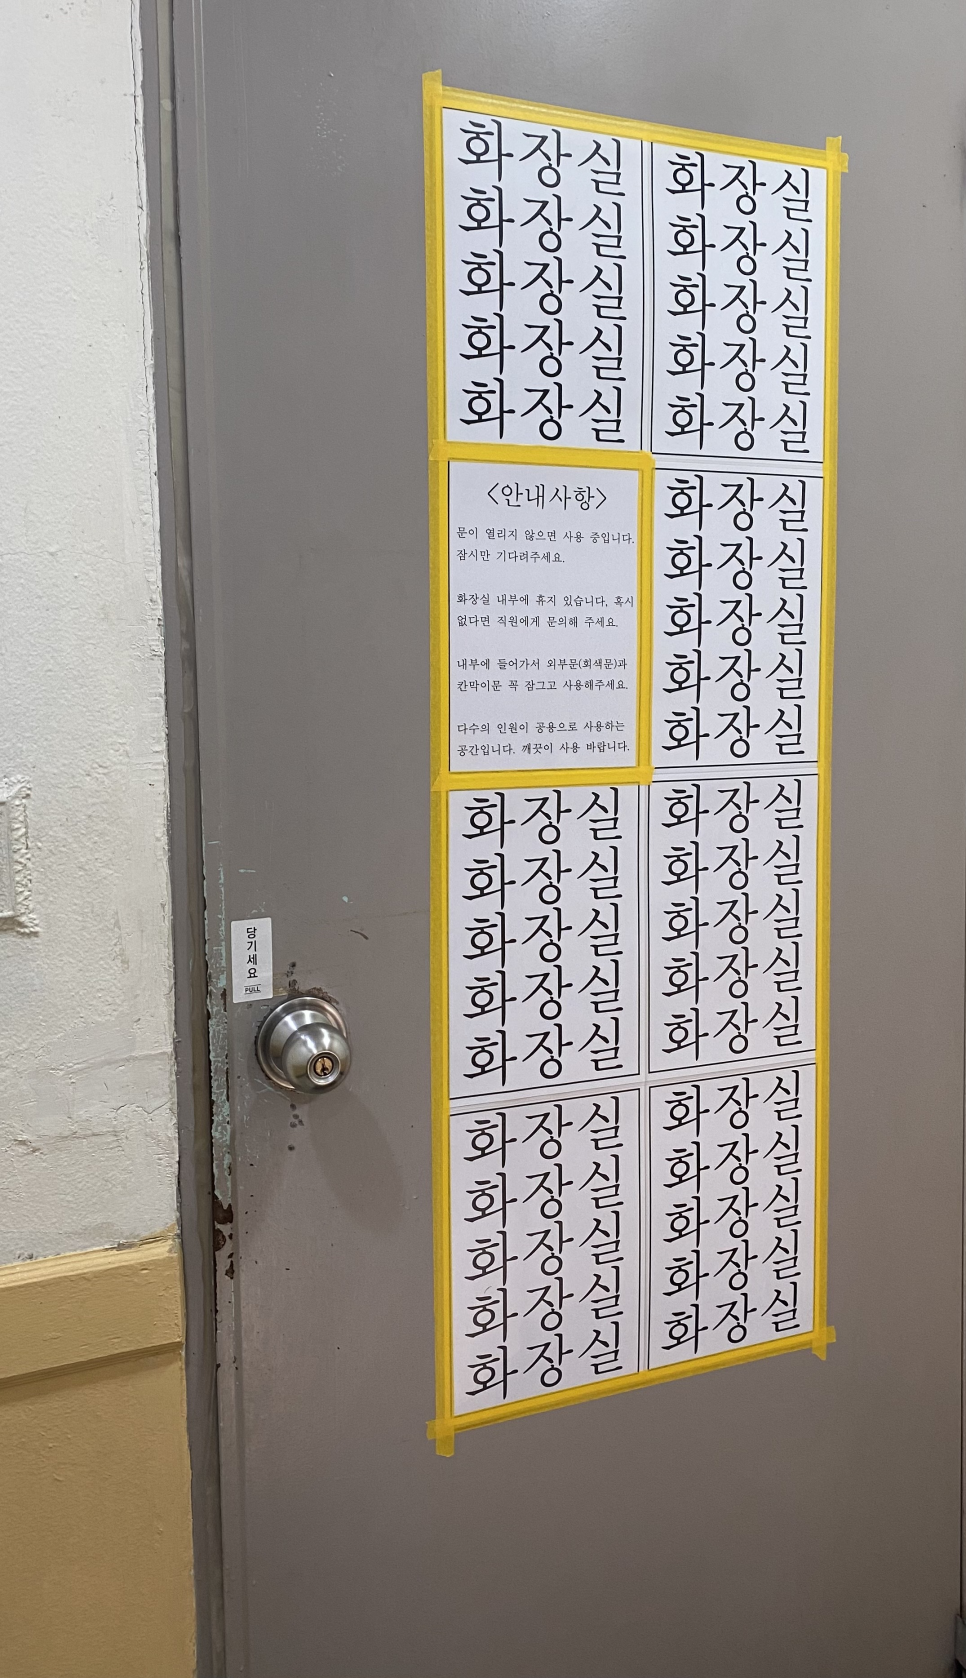 화장실 화장실
화장실 화장실
화장실 화장실
화장실 화장실
화장실 화장실
<안내사항>
문이 열리지 않으면 사용 중입니다.
잠시만 기다려주세요.
화장실 내부에 휴지 있습니다, 혹시
없다면 직원에게 문의해 주세요.
내부에 들어가서 외부문(회색문)과
칸막이문 꼭 잠그고 사용해주세요.
다수의 인원이 공용으로 사용하는
공간입니다. 깨끗이 사용 바랍니다.
화장실
화장실
화장실
화장실
화장실
화장실 화장실
화장실 화장실
화장실 화장실
화장실 화장실
화장실 화장실
화장실 화장실
화장실 화장실
화장실 화장실
화장실 화장실
화장실 화장실
당기세요
PULL